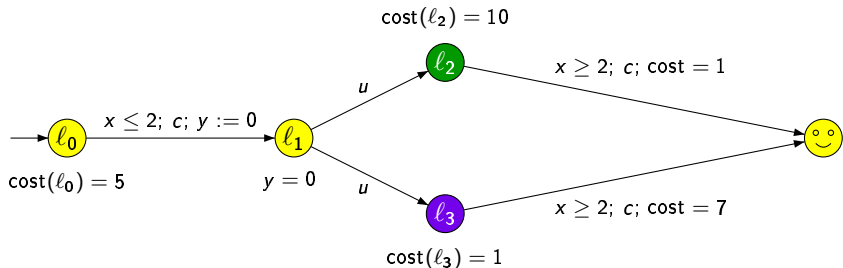 cost(ℓ₂) = 10
ℓ₂
x ≥ 2; c; cost = 1
u
x ≤ 2; c; y := 0
ℓ₀
ℓ₁
cost(ℓ₀) = 5
y = 0
u
ℓ₃
x ≥ 2; c; cost = 7
cost(ℓ₃) = 1